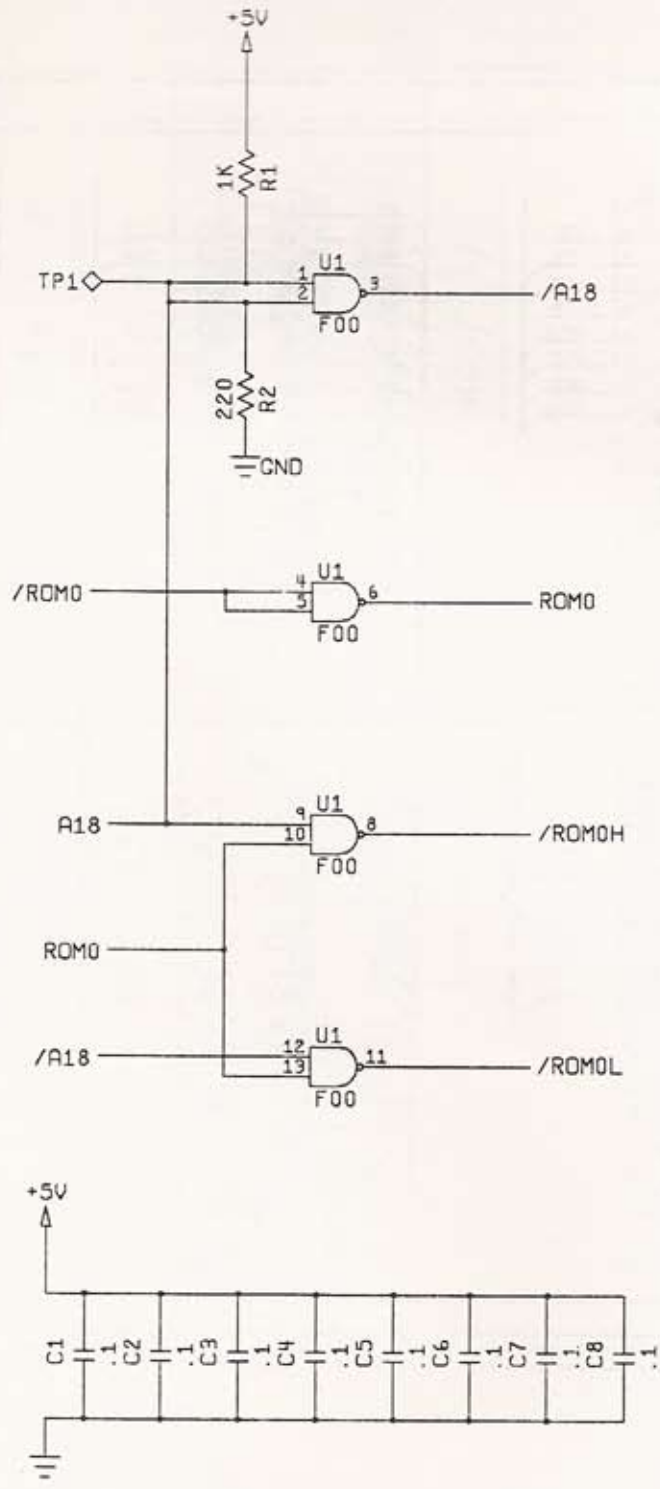 +5V
1K
R1
TP1
1
2
U1
3
F00
/A18
220
R2
GND
/ROM0
4
5
U1
6
F00
ROM0
A18
9
10
U1
8
F00
/ROM0H
ROM0
/A18
12
13
U1
11
F00
/ROM0L
+5V
C1 .1
C2 .1
C3 .1
C4 .1
C5 .1
C6 .1
C7 .1
C8 .1